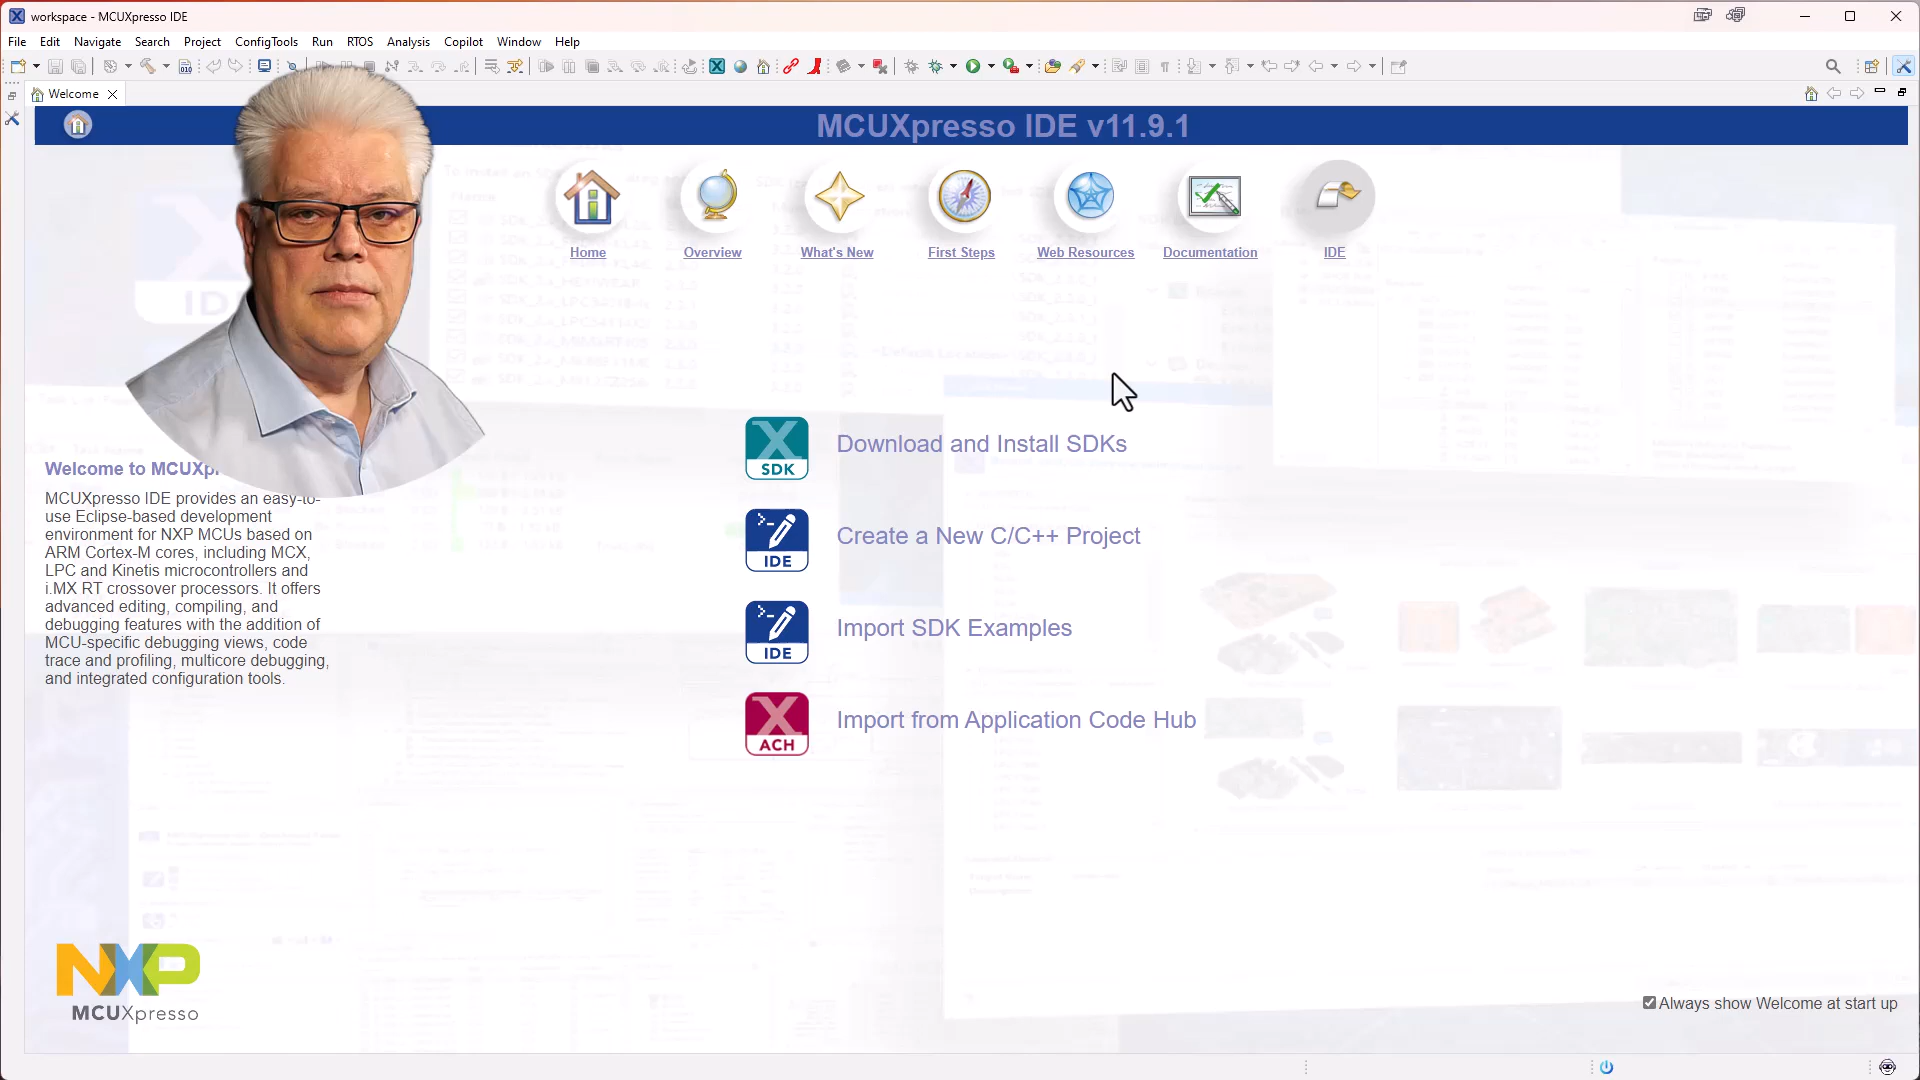 workspace - MCUXpresso IDE
File Edit Navigate Search Project ConfigTools Run RTOS Analysis Copilot Window Help
Welcome
MCUXpresso IDE v11.9.1
Home Overview What's New First Steps Web Resources Documentation IDE
SDK Download and Install SDKs
IDE Create a New C/C++ Project
IDE Import SDK Examples
ACH Import from Application Code Hub
Welcome to
MCUXpresso IDE provides an easy-to-
use Eclipse-based development
environment for NXP MCUs based on
ARM Cortex-M cores, including MCX,
LPC and Kinetis microcontrollers and
i.MX RT crossover processors. It offers
advanced editing, compiling, and
debugging features with the addition of
MCU-specific debugging views, code
trace and profiling, multicore debugging,
and integrated configuration tools.
NXP
MCUXpresso
Always show Welcome at start up